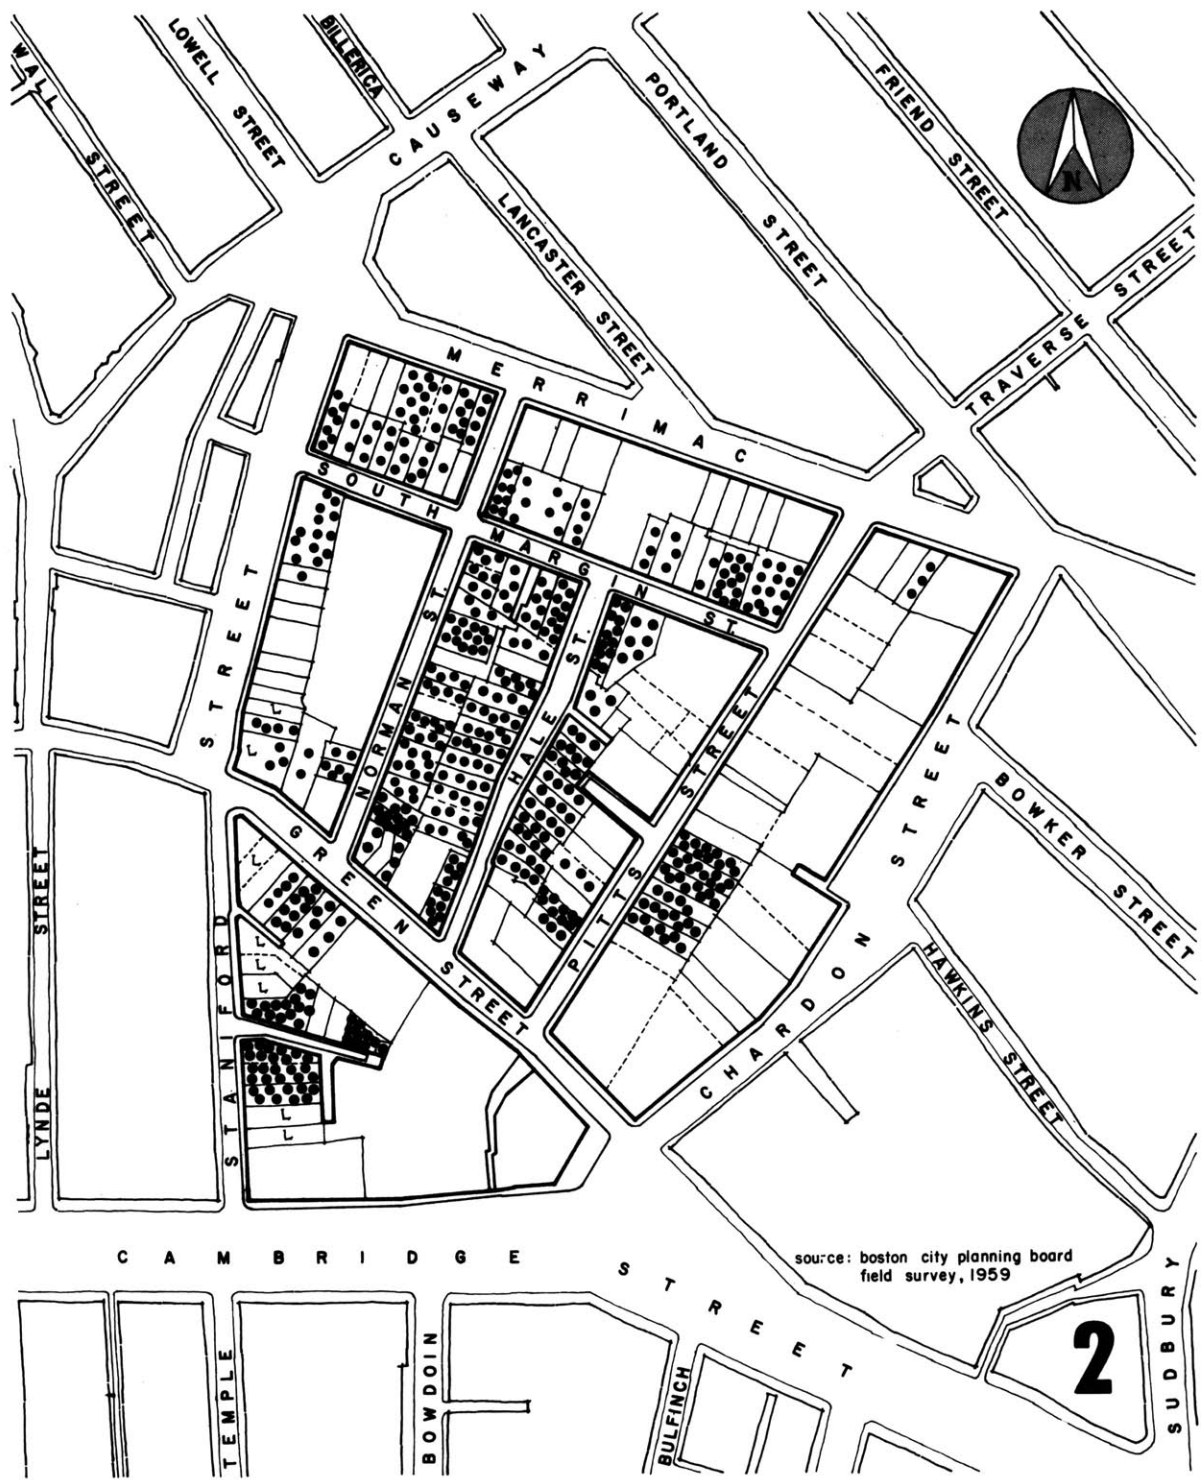 WALL STREET
LOWELL STREET
BILLERICA
CAUSEWAY
PORTLAND STREET
FRIEND STREET
N
LANCASTER STREET
TRAVERSE STREET
MERRIMAC
SOUTH MARGIN ST.
STREET
NORMAN ST.
HALE ST.
PITTS STREET
BOWKER STREET
GREEN STREET
L
L
L
L
L
L
L
L
STANIFORD
LYNDE STREET
CHARDON STREET
HAWKINS STREET
CAMBRIDGE STREET
source: boston city planning board
field survey, 1959
2
SUDBURY
TEMPLE
BOWDOIN
BULFINCH